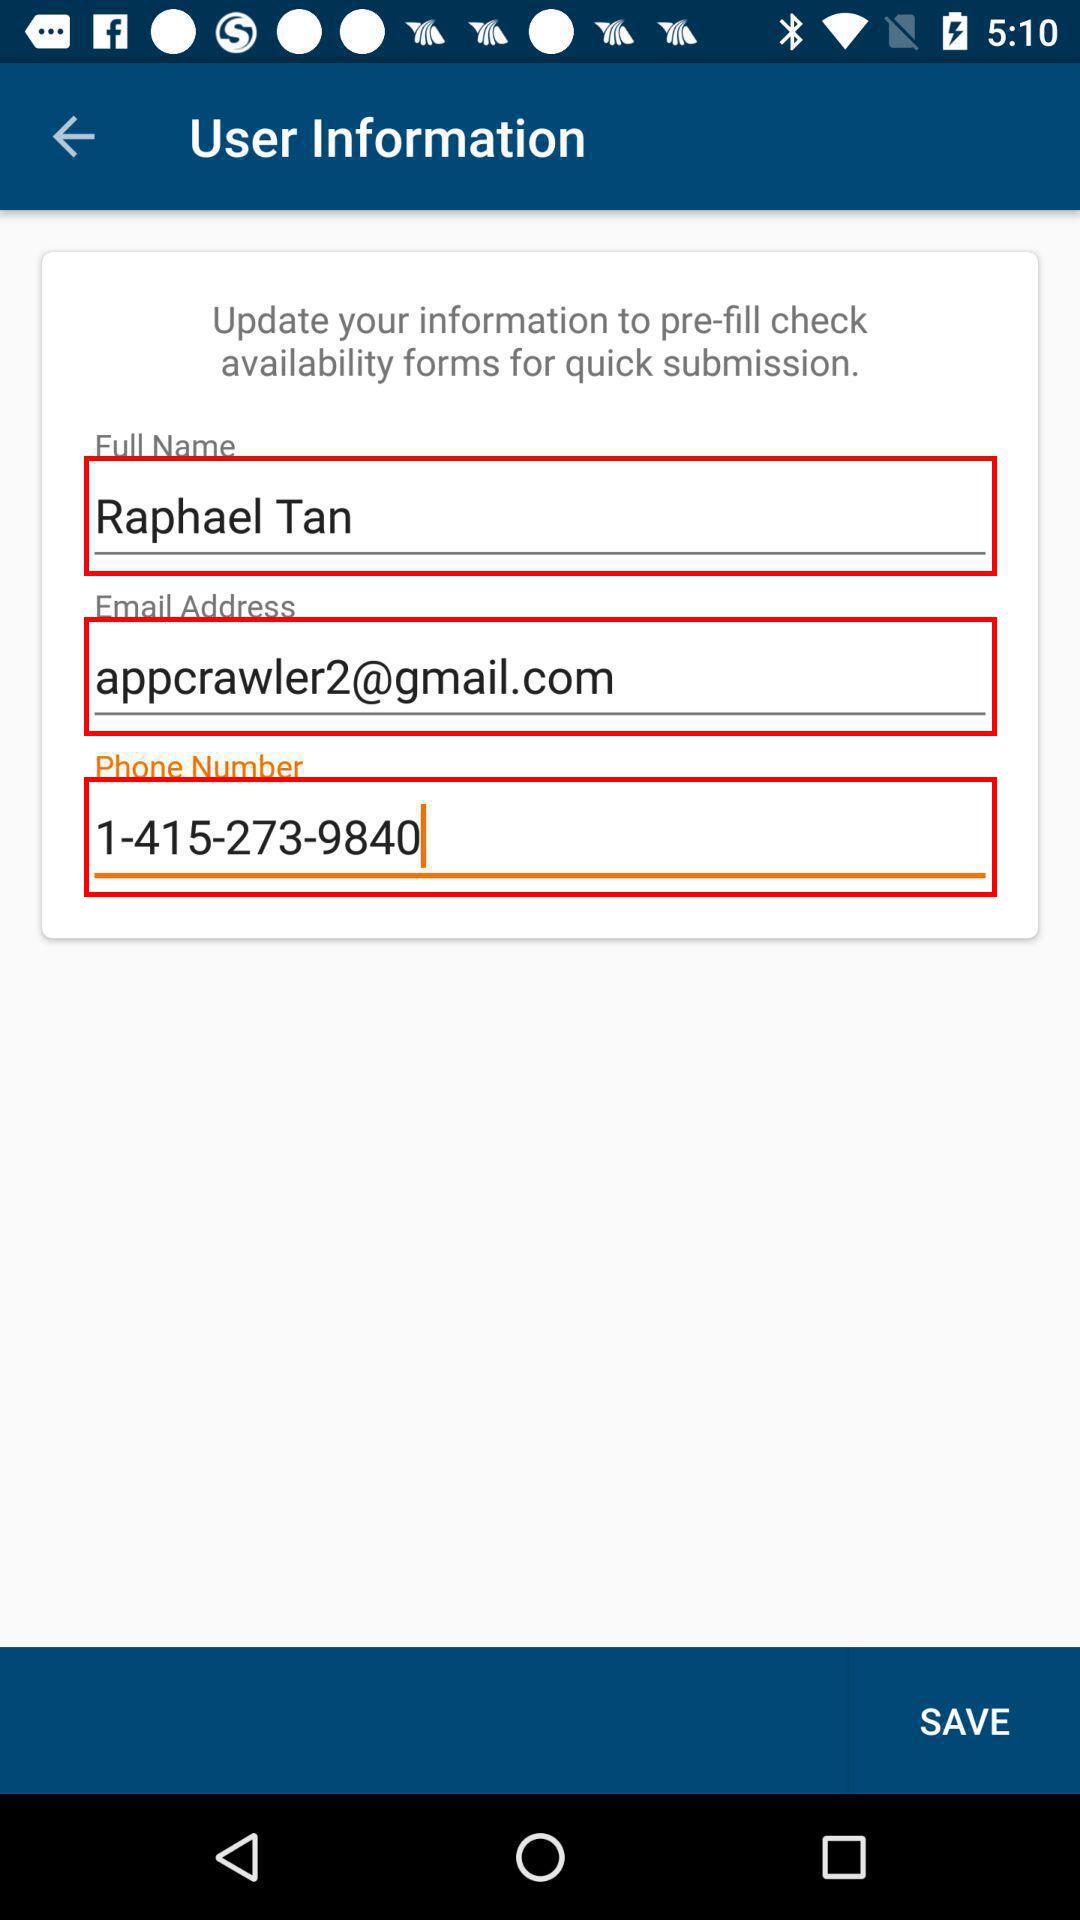 5:10
User Information
Update your information to pre-fill check
availability forms for quick submission.
Full Name
Raphael Tan
Email Address
appcrawler2@gmail.com
Phone Number
1-415-273-9840
SAVE